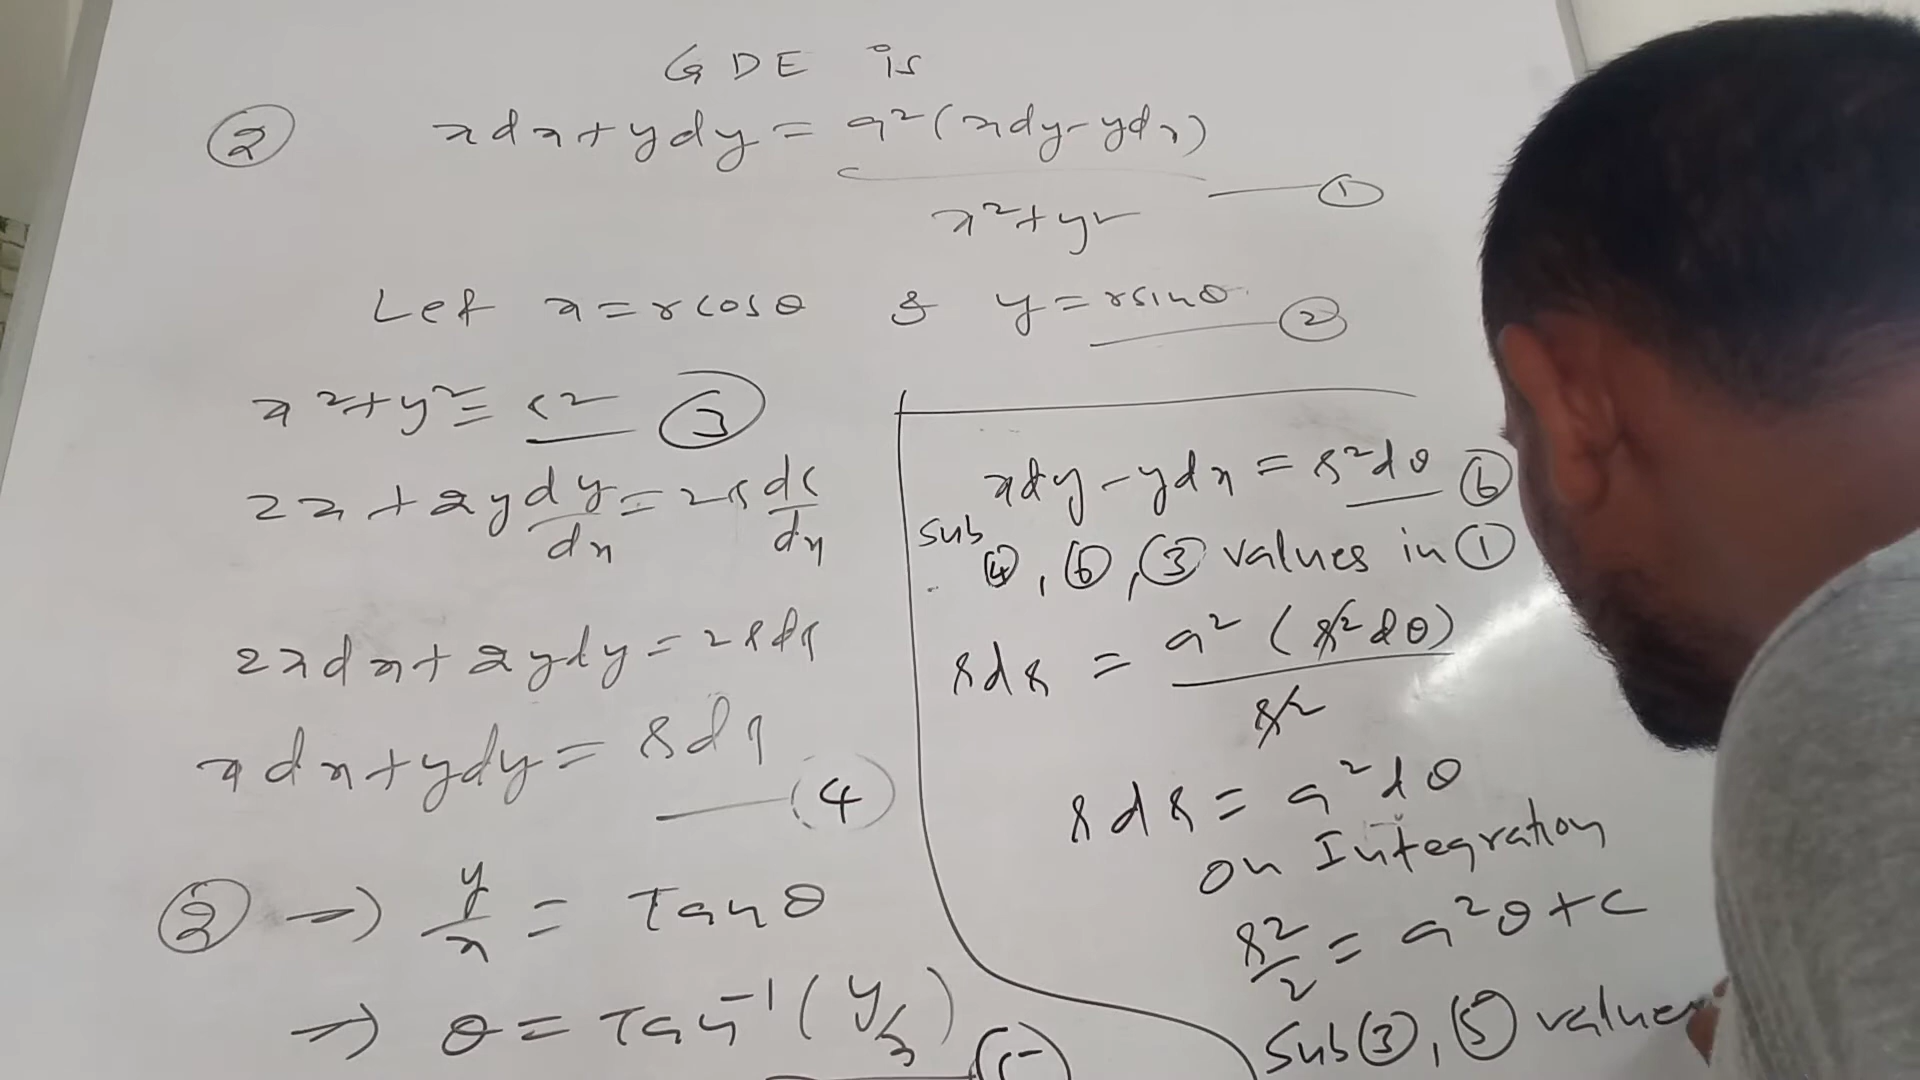 GDE is
② xdx+ydy = a²(xdy-ydx)
x²+y² —①
Let x=rcosθ & y=rsinθ —②
x²+y²=r² ③
2x+2y dy/dx = 2r dr/dx
2xdx+2ydy=2rdr
xdx+ydy=rdr —④
② ⇒ y/x = Tanθ
⇒ θ=Tan⁻¹(y/x) —⑤
xdy-ydx=r²dθ ⑥
Sub ④, ⑥, ③ values in ①
rdr = a²(r²dθ)
r²
rdr=a²dθ
on Integration
r²/2=a²θ+c
Sub ③, ⑤ values